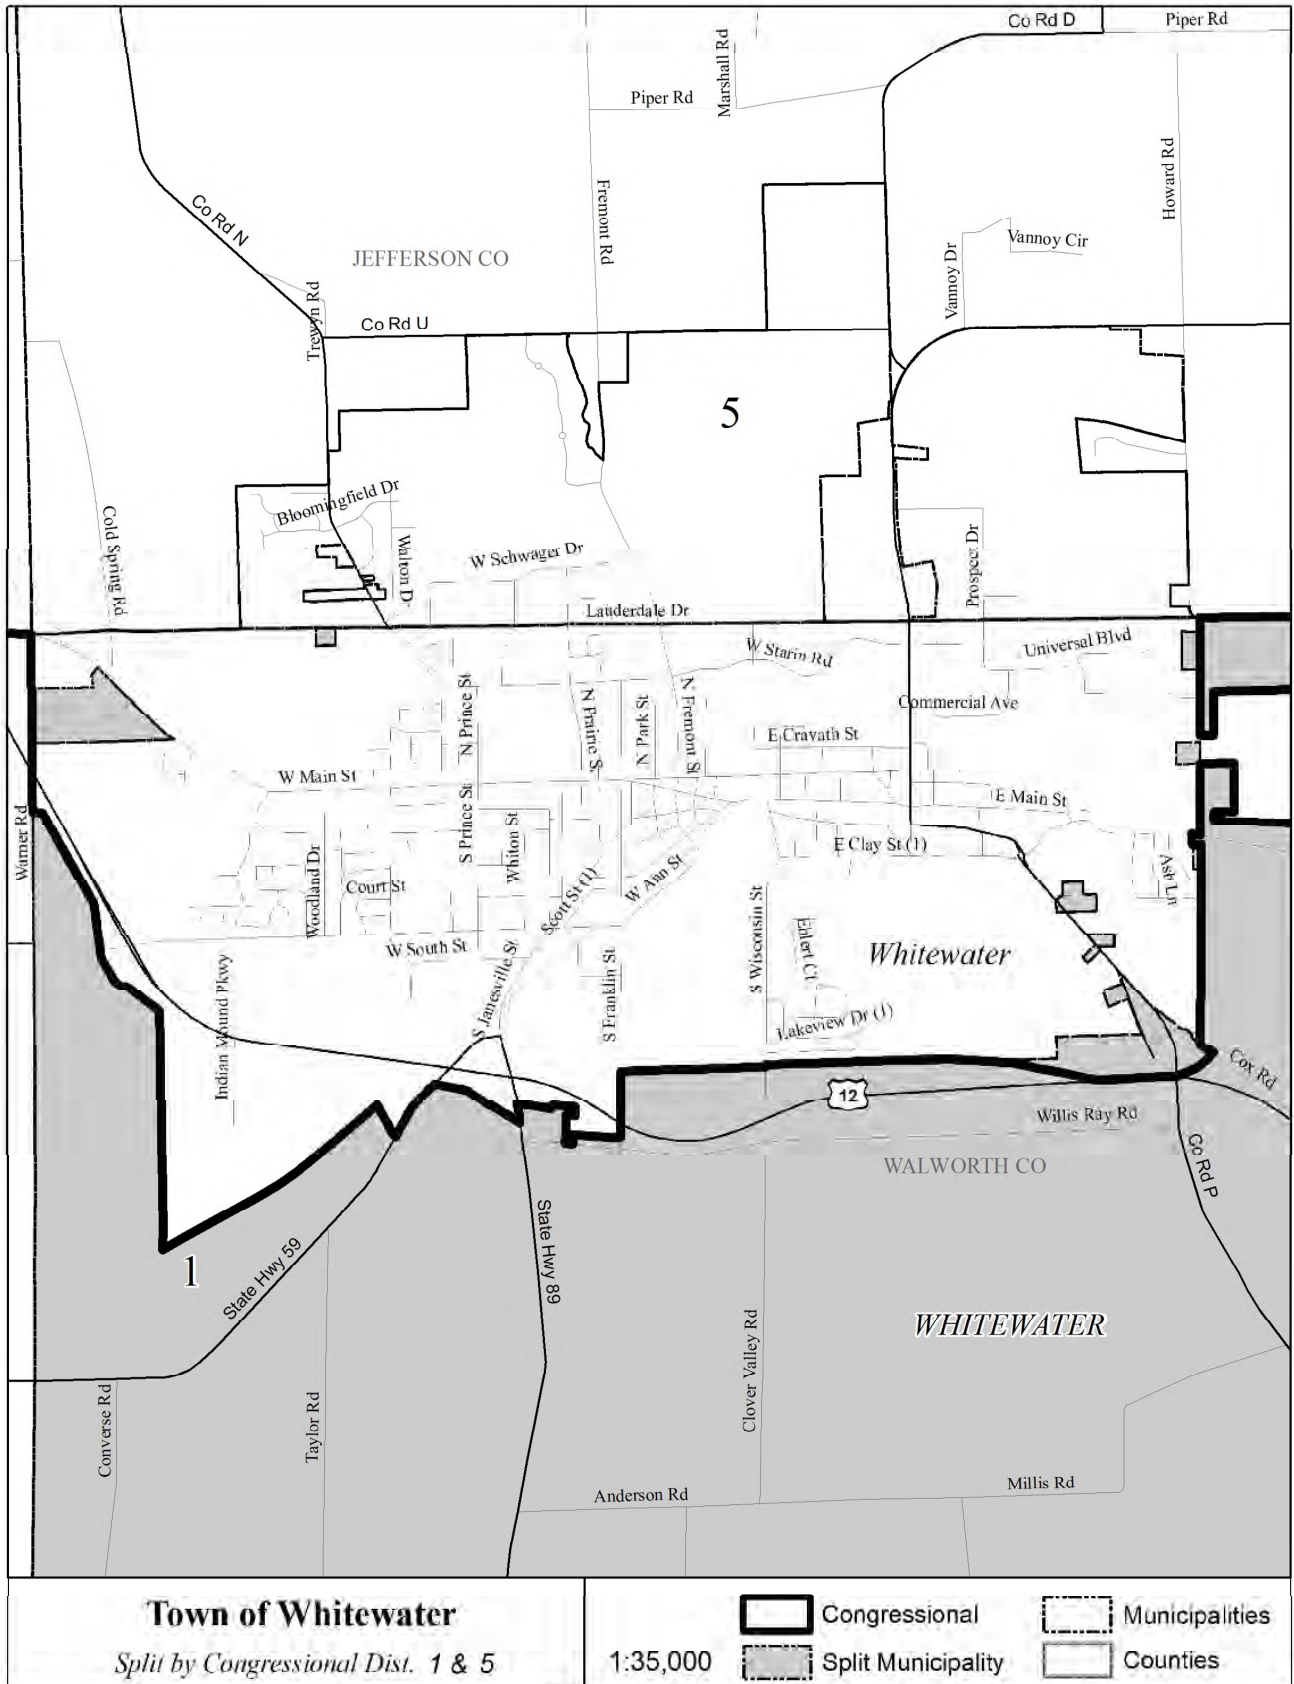 Co Rd D
Piper Rd
Marshall Rd
Piper Rd
Howard Rd
Co Rd N
Fremont Rd
JEFFERSON CO
Vannoy Dr
Vannoy Cir
Trewyn Rd
Co Rd U
5
Cold Spring Rd
Bloomingfield Dr
Walton Dr
W Schwager Dr
Prospect Dr
Lauderdale Dr
W Starin Rd
Universal Blvd
N Prince St
N Prairie St
N Park St
N Fremont St
Commercial Ave
E Cravath St
W Main St
E Main St
Warner Rd
S Prince St
Woodland Dr
Whiton St
Court St
Scott St (1)
W Ann St
E Clay St (1)
Ash Ln
W South St
S Wisconsin St
Ehlert Ct
Whitewater
Indian Mound Pkwy
S Janesville St
S Franklin St
Lakeview Dr (1)
Cox Rd
12
Willis Ray Rd
WALWORTH CO
Co Rd P
1
State Hwy 59
State Hwy 89
WHITEWATER
Clover Valley Rd
Converse Rd
Taylor Rd
Anderson Rd
Millis Rd
Town of Whitewater
Split by Congressional Dist. 1 & 5
1:35,000
Congressional
Municipalities
Split Municipality
Counties